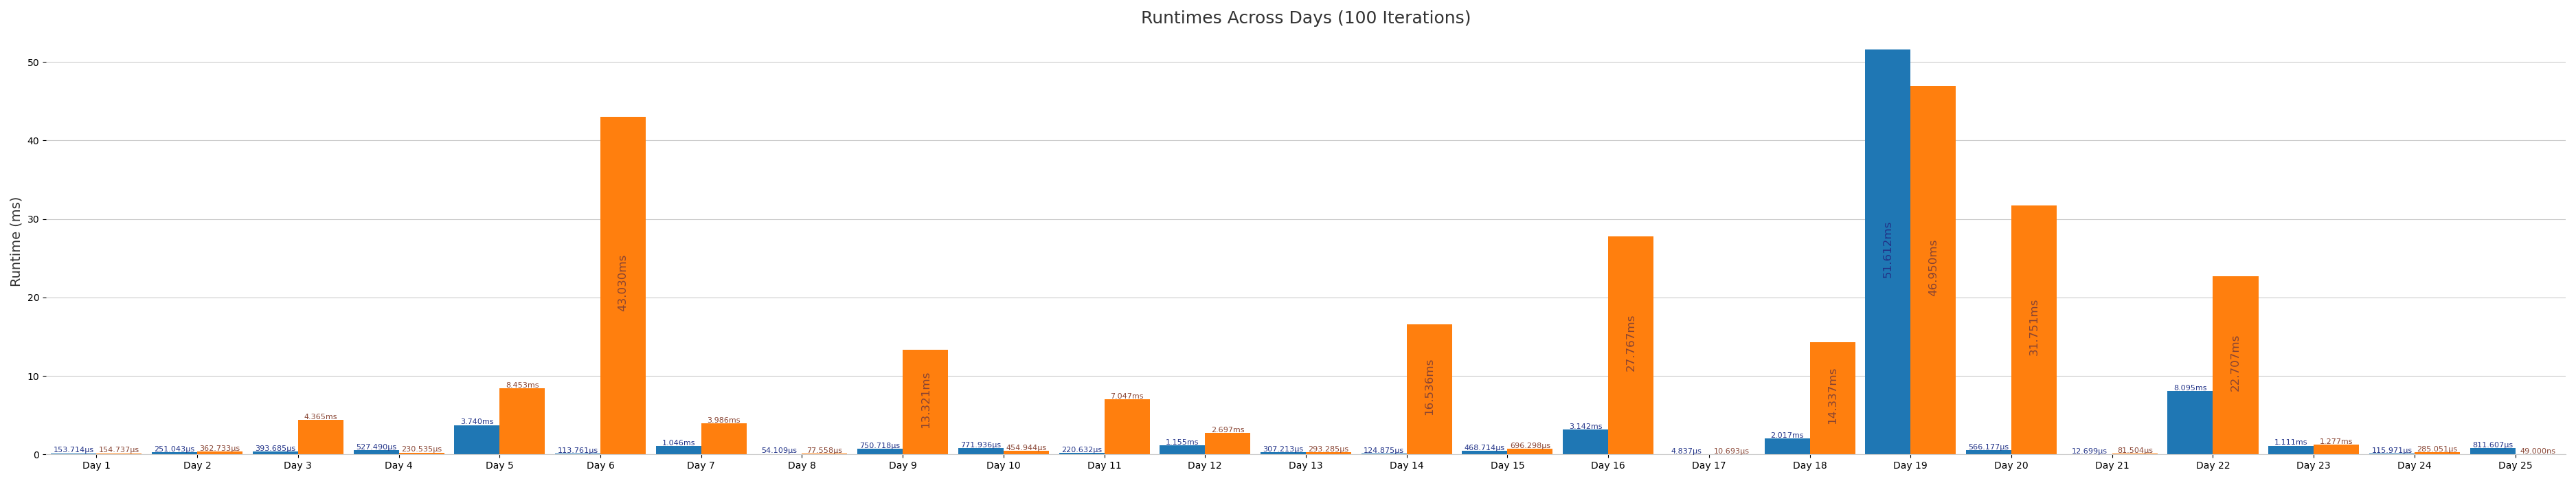 Runtimes Across Days (100 Iterations)
Runtime (ms)
50
40
30
20
10
0
153.714µs 154.737µs
251.043µs 362.733µs
393.685µs 4.365ms
527.490µs 230.535µs
3.740ms 8.453ms
113.761µs 43.030ms
1.046ms 3.986ms
54.109µs 77.558µs
750.718µs 13.321ms
771.936µs 454.944µs
220.632µs 7.047ms
1.155ms 2.697ms
307.213µs 293.285µs
124.875µs 16.536ms
468.714µs 696.298µs
3.142ms 27.767ms
4.837µs 10.693µs
2.017ms 14.337ms
51.612ms 46.950ms
566.177µs 31.751ms
12.699µs 81.504µs
8.095ms 22.707ms
1.111ms 1.277ms
115.971µs 285.051µs
811.607µs 49.000ns
Day 1 Day 2 Day 3 Day 4 Day 5 Day 6 Day 7 Day 8 Day 9 Day 10 Day 11 Day 12 Day 13 Day 14 Day 15 Day 16 Day 17 Day 18 Day 19 Day 20 Day 21 Day 22 Day 23 Day 24 Day 25